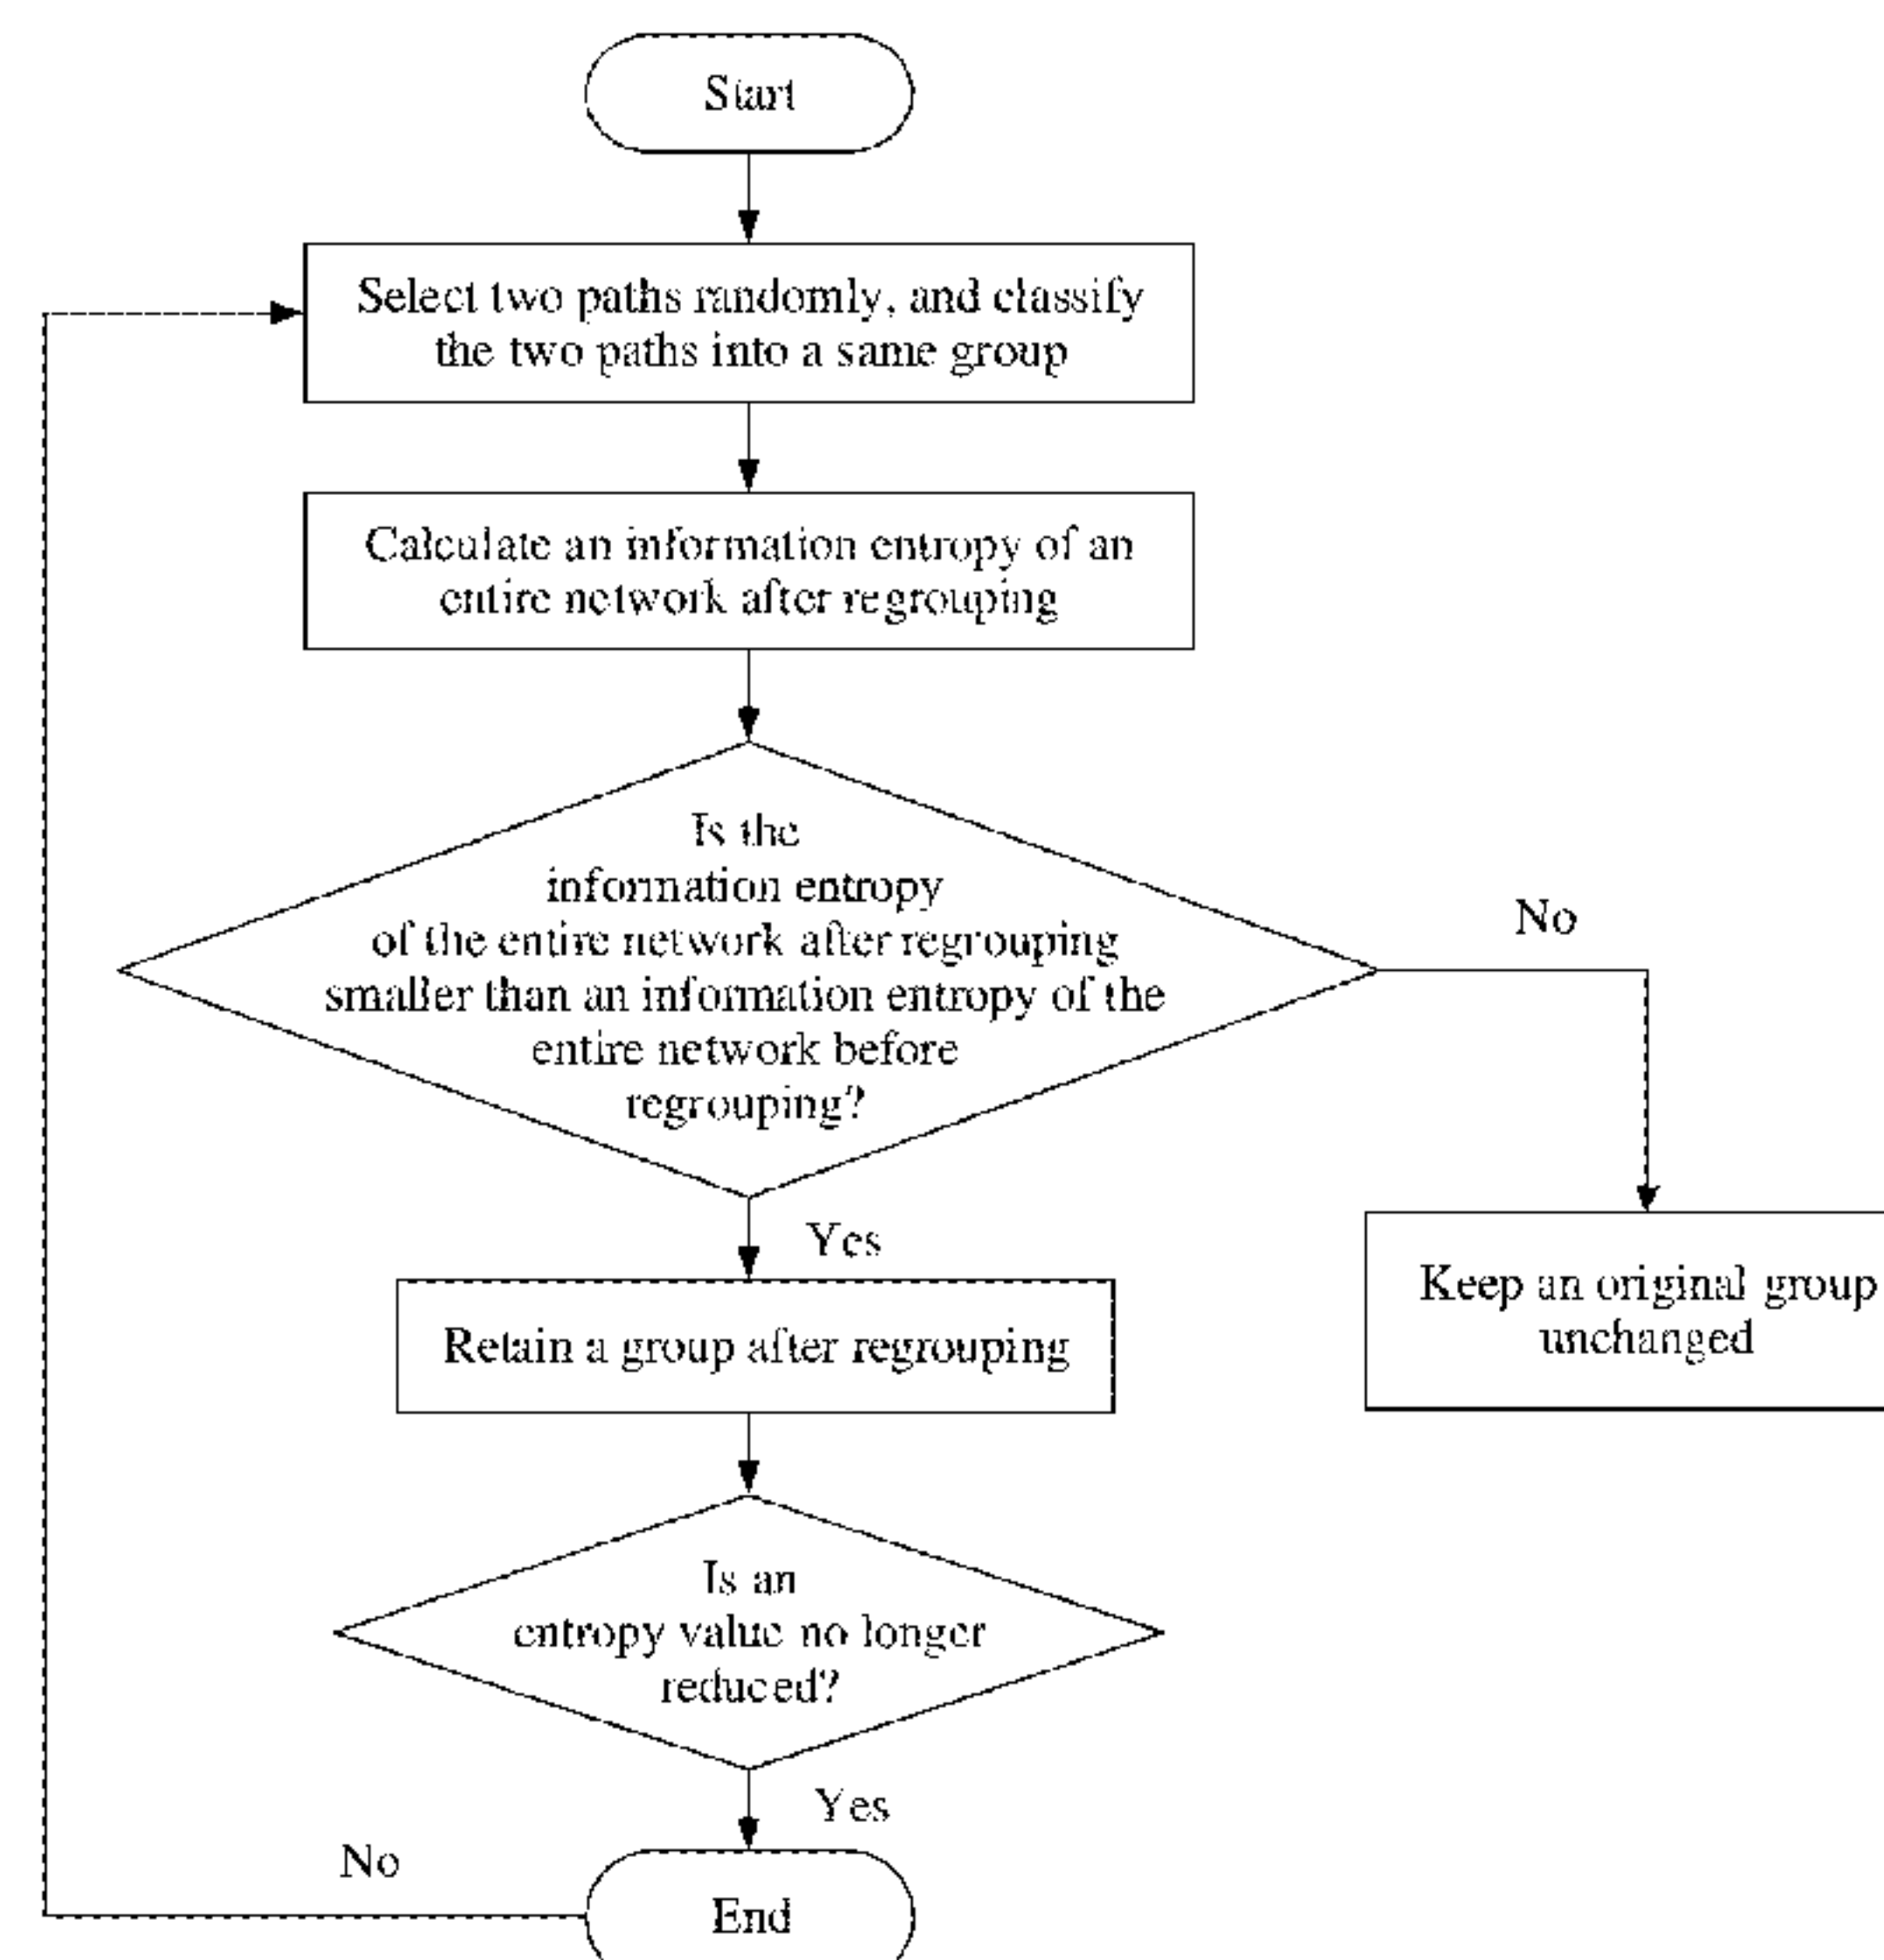 Start
Select two paths randomly, and classify
the two paths into a same group
Calculate an information entropy of an
entire network after regrouping
Is the
information entropy
of the entire network after regrouping
smaller than an information entropy of the
entire network before
regrouping?
No
Yes
Retain a group after regrouping
Keep an original group
unchanged
Is an
entropy value no longer
reduced?
Yes
No
End